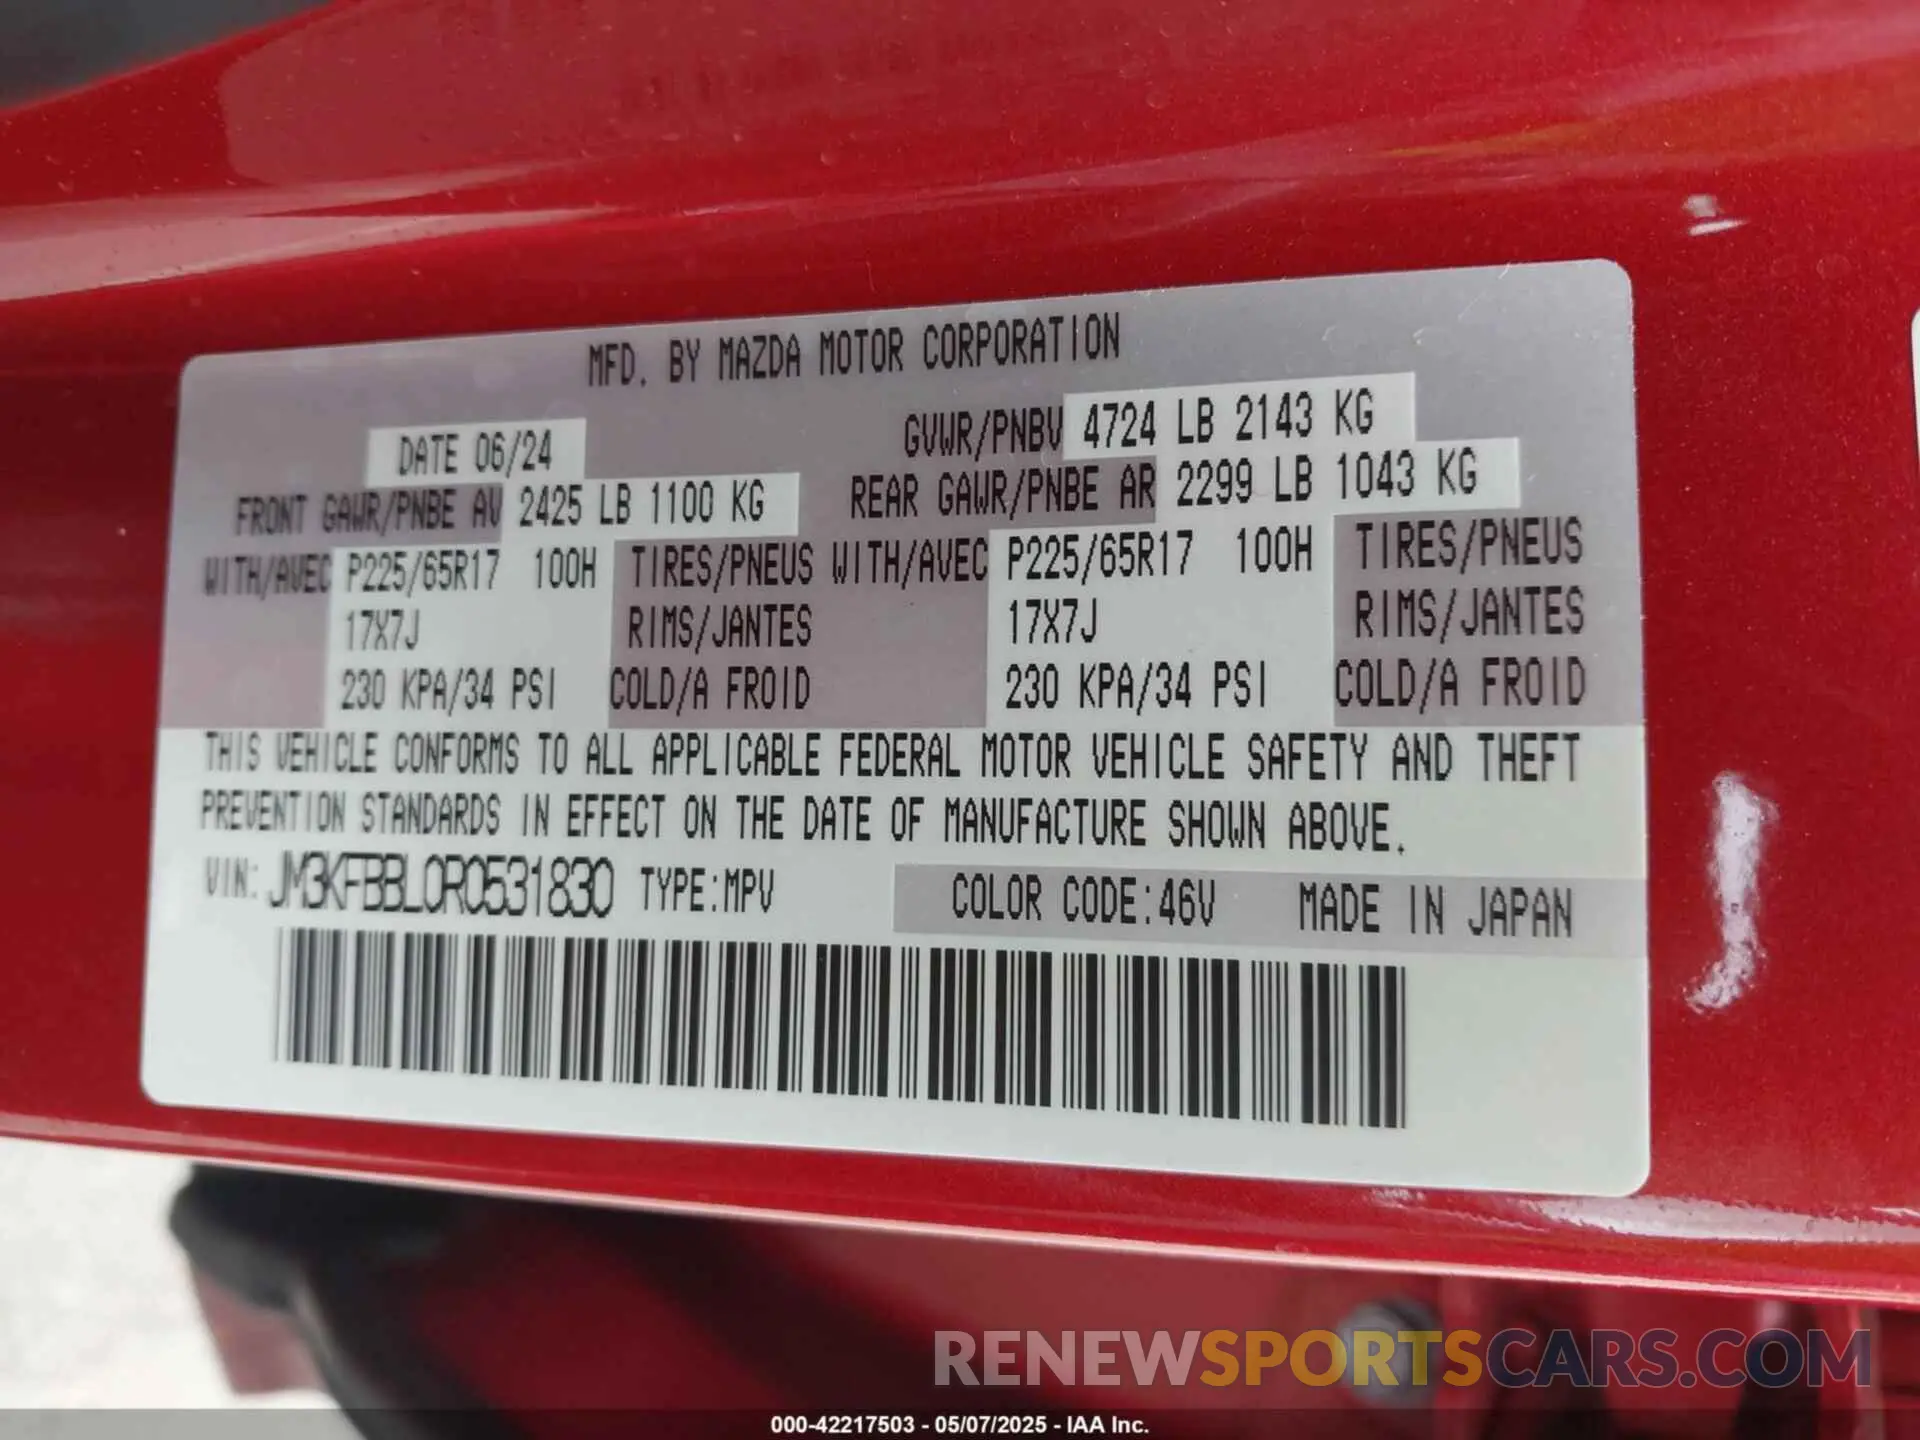 MFD. BY MAZDA MOTOR CORPORATION
DATE 06/24 GVWR/PNBV 4724 LB 2143 KG
FRONT GAWR/PNBE AV 2425 LB 1100 KG REAR GAWR/PNBE AR 2299 LB 1043 KG
WITH/AVEC P225/65R17 100H TIRES/PNEUS WITH/AVEC P225/65R17 100H TIRES/PNEUS
17X7J RIMS/JANTES 17X7J RIMS/JANTES
230 KPA/34 PSI COLD/A FROID 230 KPA/34 PSI COLD/A FROID
THIS VEHICLE CONFORMS TO ALL APPLICABLE FEDERAL MOTOR VEHICLE SAFETY AND THEFT
PREVENTION STANDARDS IN EFFECT ON THE DATE OF MANUFACTURE SHOWN ABOVE.
VIN: JM3KFBBL0R0531830 TYPE:MPV COLOR CODE:46V MADE IN JAPAN
RENEWSPORTSCARS.COM
000-42217503 - 05/07/2025 - IAA Inc.